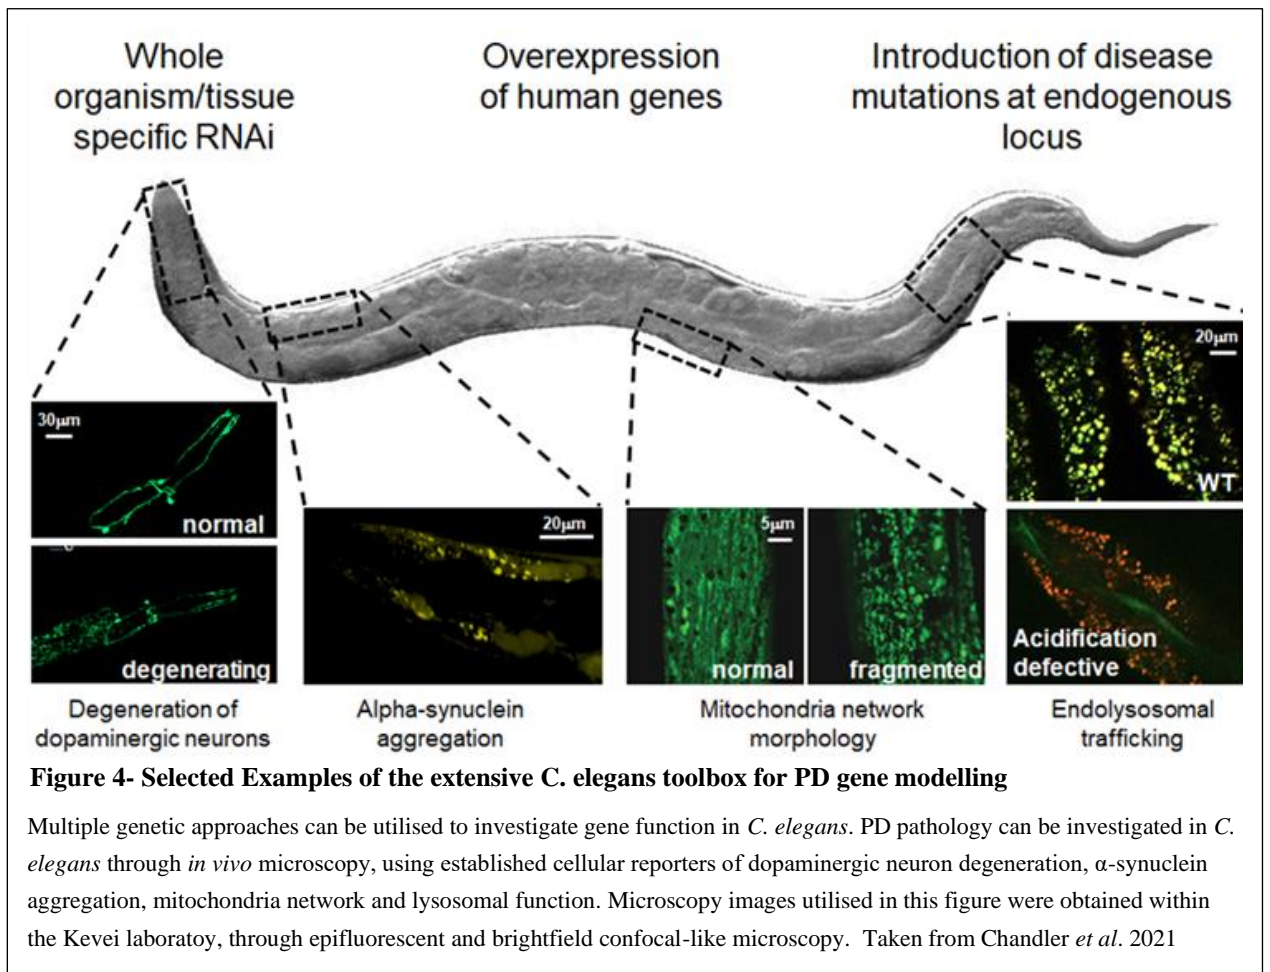 Whole
organism/tissue
specific RNAi
Overexpression
of human genes
Introduction of disease
mutations at endogenous
locus
30µm
normal
degenerating
20µm
5µm
normal
fragmented
20µm
WT
Acidification
defective
Degeneration of
dopaminergic neurons
Alpha-synuclein
aggregation
Mitochondria network
morphology
Endolysosomal
trafficking
Figure 4- Selected Examples of the extensive C. elegans toolbox for PD gene modelling
Multiple genetic approaches can be utilised to investigate gene function in C. elegans. PD pathology can be investigated in C.
elegans through in vivo microscopy, using established cellular reporters of dopaminergic neuron degeneration, α-synuclein
aggregation, mitochondria network and lysosomal function. Microscopy images utilised in this figure were obtained within
the Kevei laboratoy, through epifluorescent and brightfield confocal-like microscopy. Taken from Chandler et al. 2021